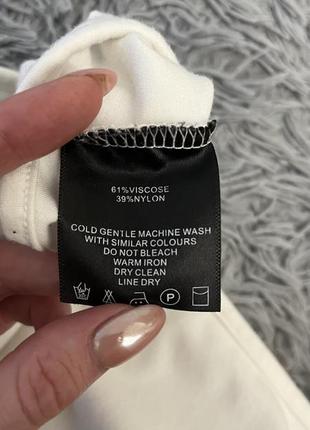 61%VISCOSE
39%NYLON
COLD GENTLE MACHINE WASH
WITH SIMILAR COLOURS
DO NOT BLEACH
WARM IRON
DRY CLEAN
LINE DRY
P